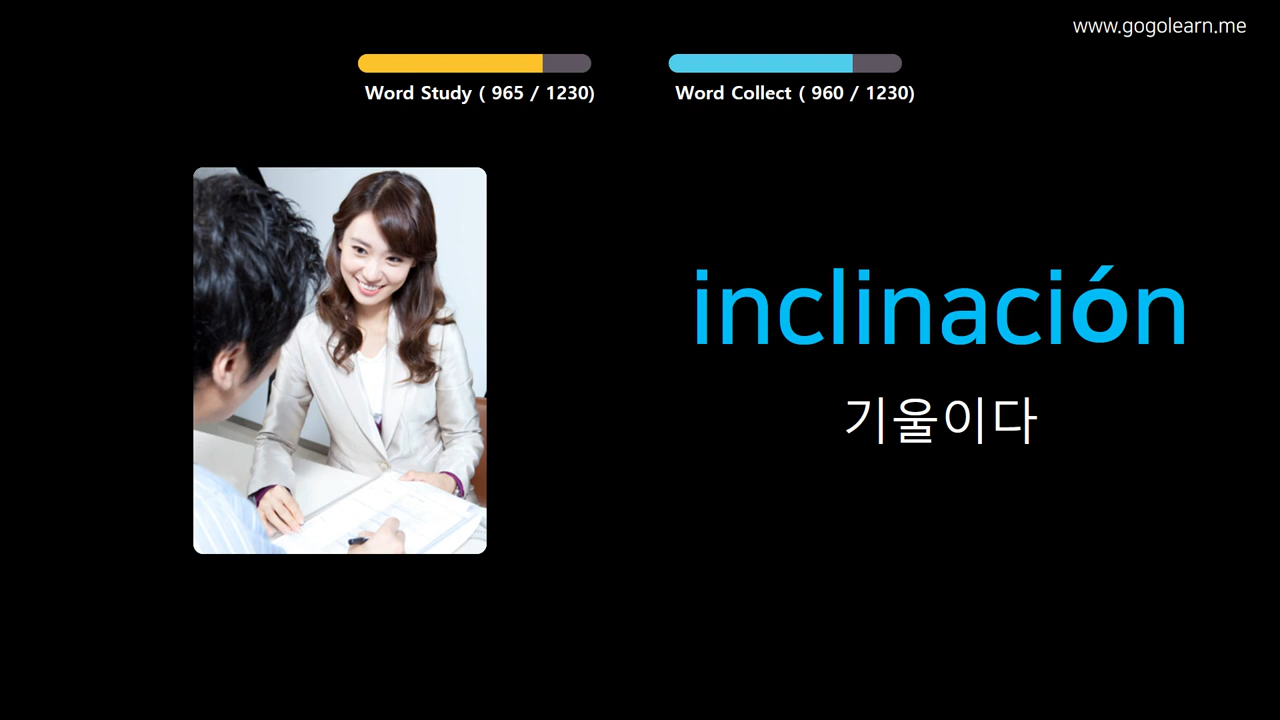 www.gogolearn.me
Word Study ( 965 / 1230)
Word Collect ( 960 / 1230)
inclinación
기울이다